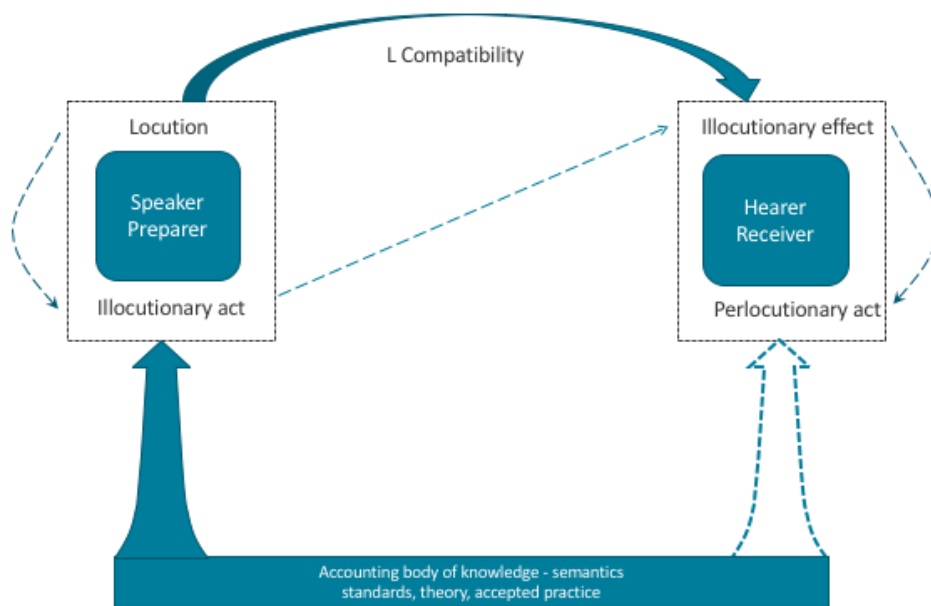 L Compatibility
Locution
Speaker
Preparer
Illocutionary act
Illocutionary effect
Hearer
Receiver
Perlocutionary act
Accounting body of knowledge - semantics
standards, theory, accepted practice